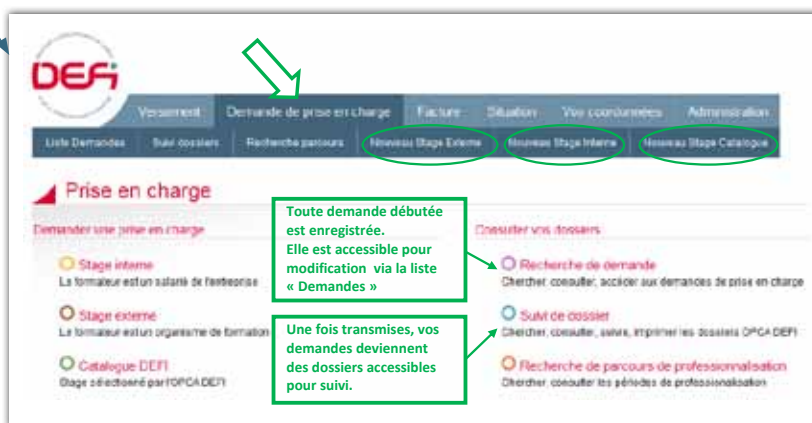 DEFi
Versement Demande de prise en charge Facture Situation Vos coordonnées Administration
Liste Demandes Suivi dossiers Recherche parcours Nouveau Stage Externe Nouveau Stage Interne Nouveau Stage Catalogue
Prise en charge
Demander une prise en charge
Stage interne
Le formateur est un salarié de l'entreprise
Stage externe
Le formateur est un organisme de formation
Catalogue DEFI
Stage sélectionné par l'OPCA DEFI
Toute demande débutée
est enregistrée.
Elle est accessible pour
modification via la liste
« Demandes »
Une fois transmises, vos
demandes deviennent
des dossiers accessibles
pour suivi.
Consulter vos dossiers
Recherche de demande
Chercher, consulter, accéder aux demandes de prise en charge
Suivi de dossier
Chercher, consulter, suivre, imprimer les dossiers OPCA DEFI
Recherche de parcours de professionnalisation
Chercher, consulter les périodes de professionnalisation